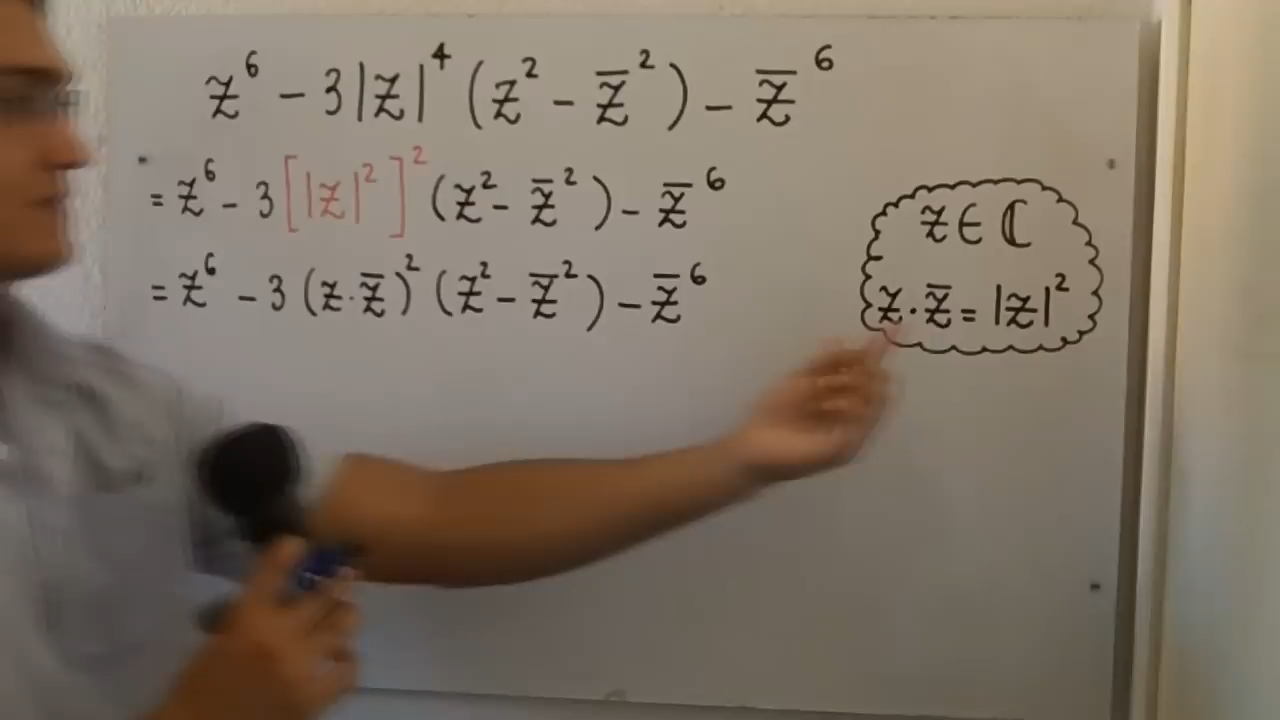 z⁶ - 3|z|⁴ (z² - z̅²) - z̅⁶
= z⁶ - 3[|z|²]² (z² - z̅²) - z̅⁶
= z⁶ - 3(z·z̅)² (z² - z̅²) - z̅⁶
z ∈ ℂ
z·z̅ = |z|²